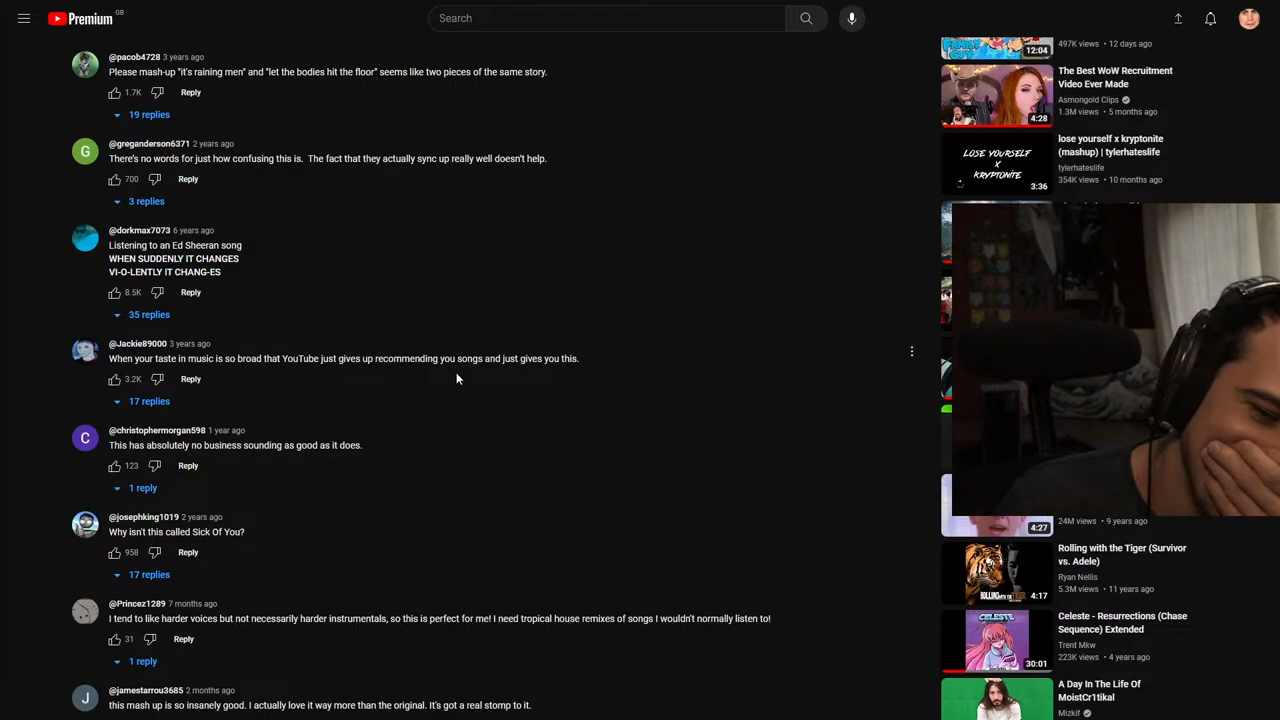 Premium
GB
Search
@pacob4728 3 years ago
Please mash-up "it's raining men" and "let the bodies hit the floor" seems like two pieces of the same story.
1.7K Reply
19 replies
@greganderson6371 2 years ago
There's no words for just how confusing this is. The fact that they actually sync up really well doesn't help.
700 Reply
3 replies
@dorkmax7073 6 years ago
Listening to an Ed Sheeran song
WHEN SUDDENLY IT CHANGES
VI-O-LENTLY IT CHANG-ES
8.5K Reply
35 replies
@Jackie89000 3 years ago
When your taste in music is so broad that YouTube just gives up recommending you songs and just gives you this.
3.2K Reply
17 replies
@christophermorgan598 1 year ago
C
This has absolutely no business sounding as good as it does.
123 Reply
1 reply
@josephking1019 2 years ago
Why isn't this called Sick Of You?
958 Reply
17 replies
@Princez1289 7 months ago
I tend to like harder voices but not necessarily harder instrumentals, so this is perfect for me! I need tropical house remixes of songs I wouldn't normally listen to!
31 Reply
1 reply
@jamestarrou3685 2 months ago
J
this mash up is so insanely good. I actually love it way more than the original. It's got a real stomp to it.
G
FAMILY GUY
12:04
497K views • 12 days ago
The Best WoW Recruitment
Video Ever Made
Asmongold Clips
1.3M views • 5 months ago
4:28
lose yourself x kryptonite
(mashup) | tylerhateslife
tylerhateslife
354K views • 10 months ago
LOSE YOURSELF
X
KRYPTONITE
3:36
24M views • 9 years ago
4:27
Rolling with the Tiger (Survivor
vs. Adele)
Ryan Nellis
5.3M views • 11 years ago
4:17
Celeste - Resurrections (Chase
Sequence) Extended
Trent Mkw
223K views • 4 years ago
CELESTE
30:01
A Day In The Life Of
MoistCr1tikal
Mizkif